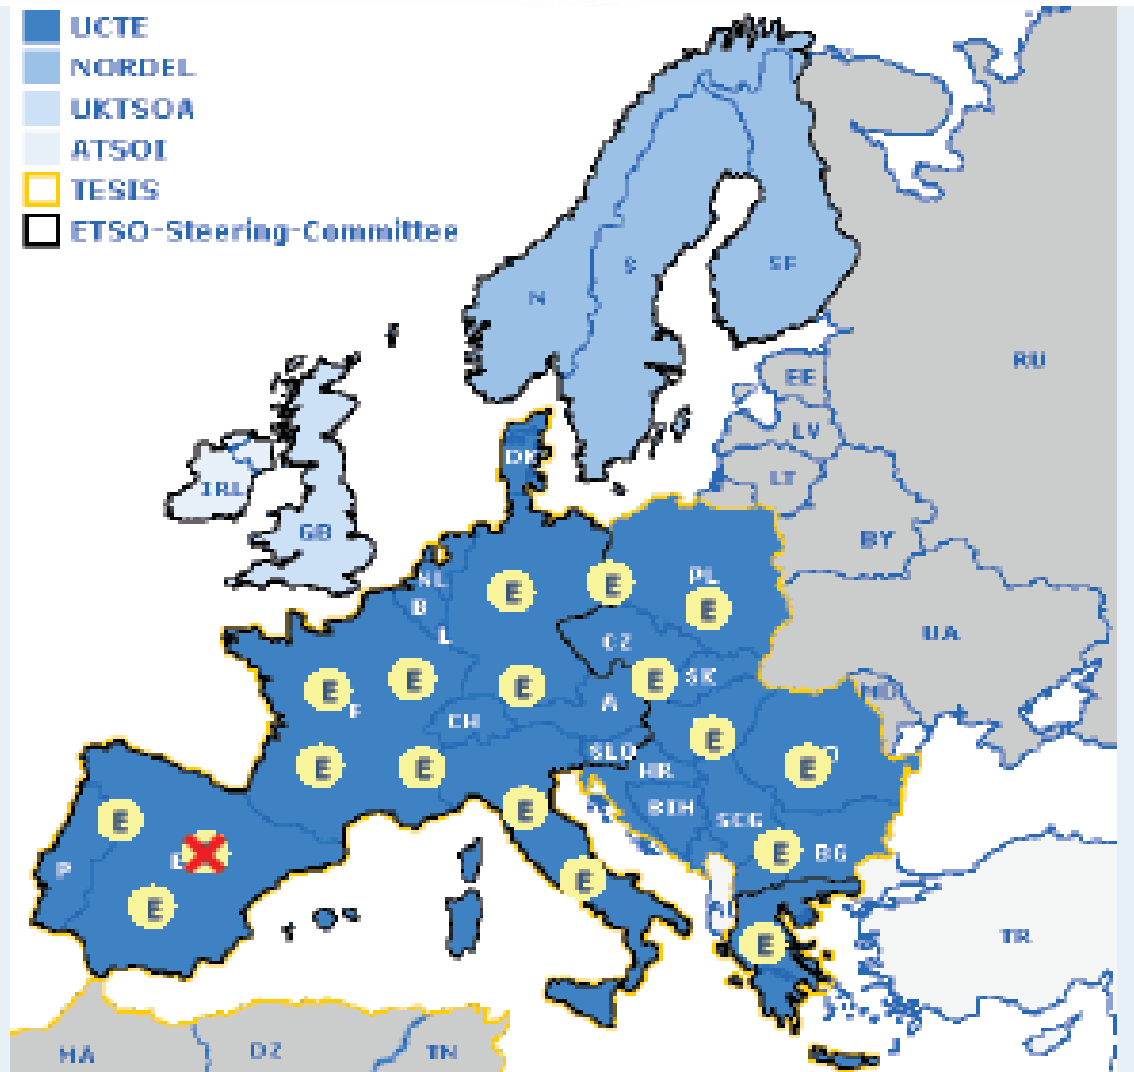 UCTE
NORDEL
UKTSOA
ATSOI
TESIS
ETSO-Steering-Committee
N
S
SF
RU
EE
LV
LT
IRL
GB
DK
BY
NL
B
L
PL
E
E
E
CZ
UA
F
E
E
E
E
SK
A
CH
SLO
HR
E
E
E
E
BIH
SCG
E
E
BG
P
E
E
E
E
TR
MA
DZ
TN